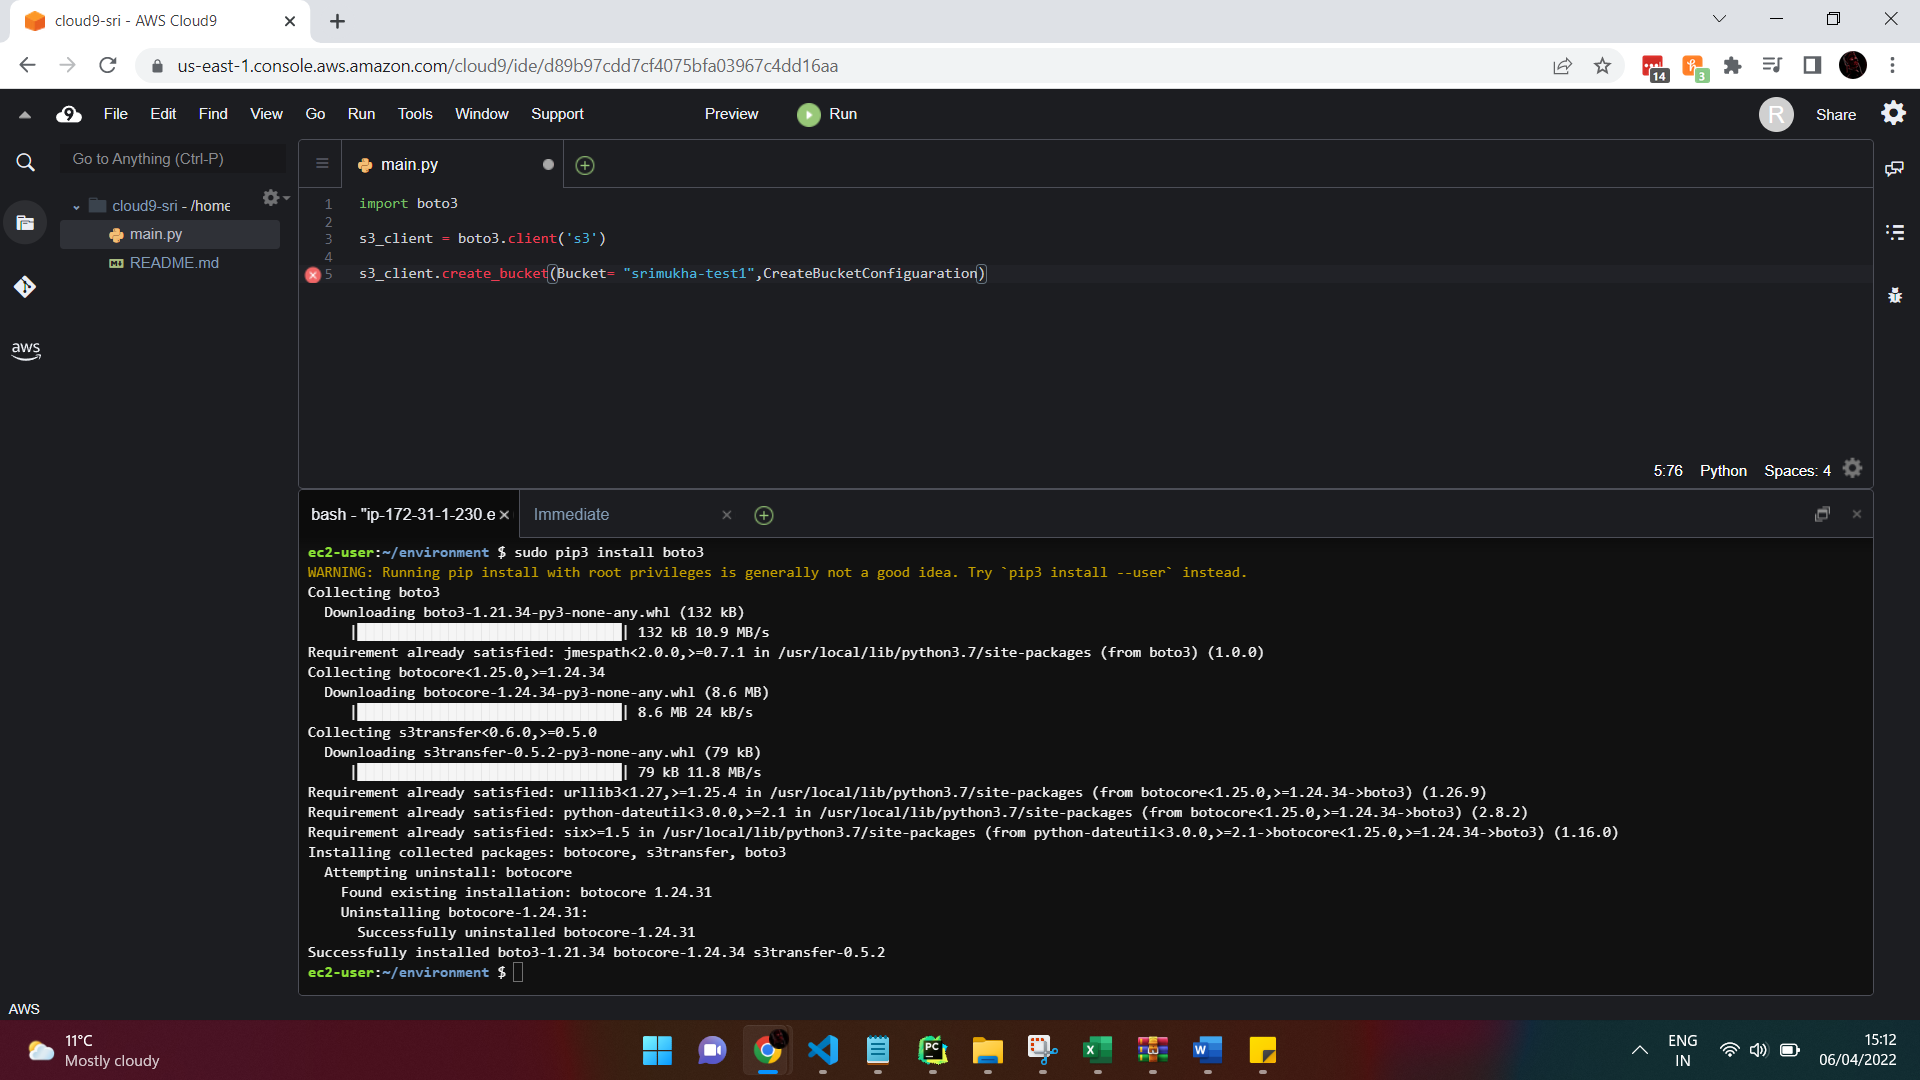 cloud9-sri - AWS Cloud9
us-east-1.console.aws.amazon.com/cloud9/ide/d89b97cdd7cf4075bfa03967c4dd16aa
14
3
9
File Edit Find View Go Run Tools Window Support Preview Run
R
Share
Go to Anything (Ctrl-P)
cloud9-sri - /home
main.py
README.md
aws
main.py
1 import boto3
2
3 s3_client = boto3.client('s3')
4
5 s3_client.create_bucket(Bucket= "srimukha-test1",CreateBucketConfiguaration)
5:76 Python Spaces: 4
bash - "ip-172-31-1-230.e
Immediate
ec2-user:~/environment $ sudo pip3 install boto3
WARNING: Running pip install with root privileges is generally not a good idea. Try `pip3 install --user` instead.
Collecting boto3
Downloading boto3-1.21.34-py3-none-any.whl (132 kB)
| | 132 kB 10.9 MB/s
Requirement already satisfied: jmespath<2.0.0,>=0.7.1 in /usr/local/lib/python3.7/site-packages (from boto3) (1.0.0)
Collecting botocore<1.25.0,>=1.24.34
Downloading botocore-1.24.34-py3-none-any.whl (8.6 MB)
| | 8.6 MB 24 kB/s
Collecting s3transfer<0.6.0,>=0.5.0
Downloading s3transfer-0.5.2-py3-none-any.whl (79 kB)
| | 79 kB 11.8 MB/s
Requirement already satisfied: urllib3<1.27,>=1.25.4 in /usr/local/lib/python3.7/site-packages (from botocore<1.25.0,>=1.24.34->boto3) (1.26.9)
Requirement already satisfied: python-dateutil<3.0.0,>=2.1 in /usr/local/lib/python3.7/site-packages (from botocore<1.25.0,>=1.24.34->boto3) (2.8.2)
Requirement already satisfied: six>=1.5 in /usr/local/lib/python3.7/site-packages (from python-dateutil<3.0.0,>=2.1->botocore<1.25.0,>=1.24.34->boto3) (1.16.0)
Installing collected packages: botocore, s3transfer, boto3
Attempting uninstall: botocore
Found existing installation: botocore 1.24.31
Uninstalling botocore-1.24.31:
Successfully uninstalled botocore-1.24.31
Successfully installed boto3-1.21.34 botocore-1.24.34 s3transfer-0.5.2
ec2-user:~/environment $
AWS
11°C
Mostly cloudy
PC
X
W
ENG
IN
15:12
06/04/2022